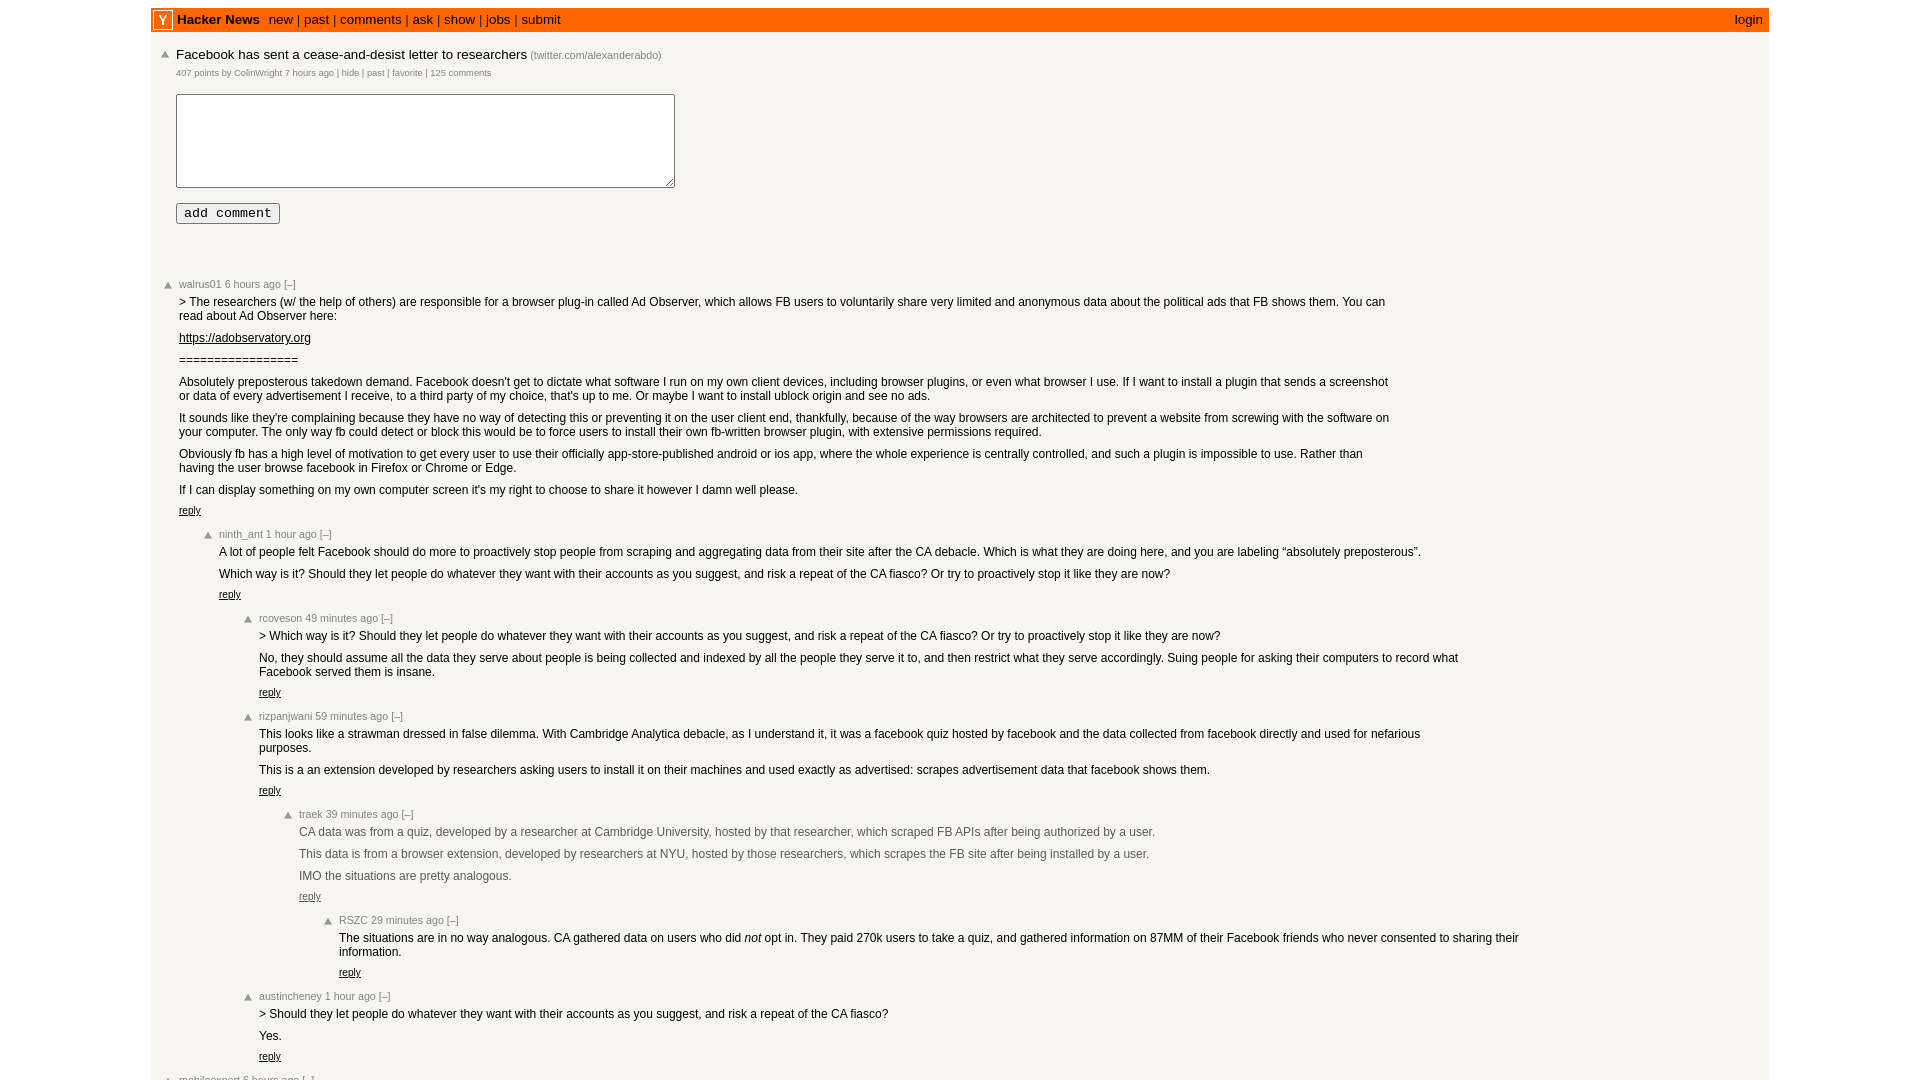 Y Hacker News new | past | comments | ask | show | jobs | submit login
Facebook has sent a cease-and-desist letter to researchers (twitter.com/alexanderabdo)
407 points by ColinWright 7 hours ago | hide | past | favorite | 125 comments
add comment
walrus01 6 hours ago [–]
> The researchers (w/ the help of others) are responsible for a browser plug-in called Ad Observer, which allows FB users to voluntarily share very limited and anonymous data about the political ads that FB shows them. You can
read about Ad Observer here:
https://adobservatory.org
=================
Absolutely preposterous takedown demand. Facebook doesn't get to dictate what software I run on my own client devices, including browser plugins, or even what browser I use. If I want to install a plugin that sends a screenshot
or data of every advertisement I receive, to a third party of my choice, that's up to me. Or maybe I want to install ublock origin and see no ads.
It sounds like they're complaining because they have no way of detecting this or preventing it on the user client end, thankfully, because of the way browsers are architected to prevent a website from screwing with the software on
your computer. The only way fb could detect or block this would be to force users to install their own fb-written browser plugin, with extensive permissions required.
Obviously fb has a high level of motivation to get every user to use their officially app-store-published android or ios app, where the whole experience is centrally controlled, and such a plugin is impossible to use. Rather than
having the user browse facebook in Firefox or Chrome or Edge.
If I can display something on my own computer screen it's my right to choose to share it however I damn well please.
reply
ninth_ant 1 hour ago [–]
A lot of people felt Facebook should do more to proactively stop people from scraping and aggregating data from their site after the CA debacle. Which is what they are doing here, and you are labeling “absolutely preposterous”.
Which way is it? Should they let people do whatever they want with their accounts as you suggest, and risk a repeat of the CA fiasco? Or try to proactively stop it like they are now?
reply
rcoveson 49 minutes ago [–]
> Which way is it? Should they let people do whatever they want with their accounts as you suggest, and risk a repeat of the CA fiasco? Or try to proactively stop it like they are now?
No, they should assume all the data they serve about people is being collected and indexed by all the people they serve it to, and then restrict what they serve accordingly. Suing people for asking their computers to record what
Facebook served them is insane.
reply
rizpanjwani 59 minutes ago [–]
This looks like a strawman dressed in false dilemma. With Cambridge Analytica debacle, as I understand it, it was a facebook quiz hosted by facebook and the data collected from facebook directly and used for nefarious
purposes.
This is a an extension developed by researchers asking users to install it on their machines and used exactly as advertised: scrapes advertisement data that facebook shows them.
reply
traek 39 minutes ago [–]
CA data was from a quiz, developed by a researcher at Cambridge University, hosted by that researcher, which scraped FB APIs after being authorized by a user.
This data is from a browser extension, developed by researchers at NYU, hosted by those researchers, which scrapes the FB site after being installed by a user.
IMO the situations are pretty analogous.
reply
RSZC 29 minutes ago [–]
The situations are in no way analogous. CA gathered data on users who did not opt in. They paid 270k users to take a quiz, and gathered information on 87MM of their Facebook friends who never consented to sharing their
information.
reply
austincheney 1 hour ago [–]
> Should they let people do whatever they want with their accounts as you suggest, and risk a repeat of the CA fiasco?
Yes.
reply
mobileexpert 6 hours ago [–]